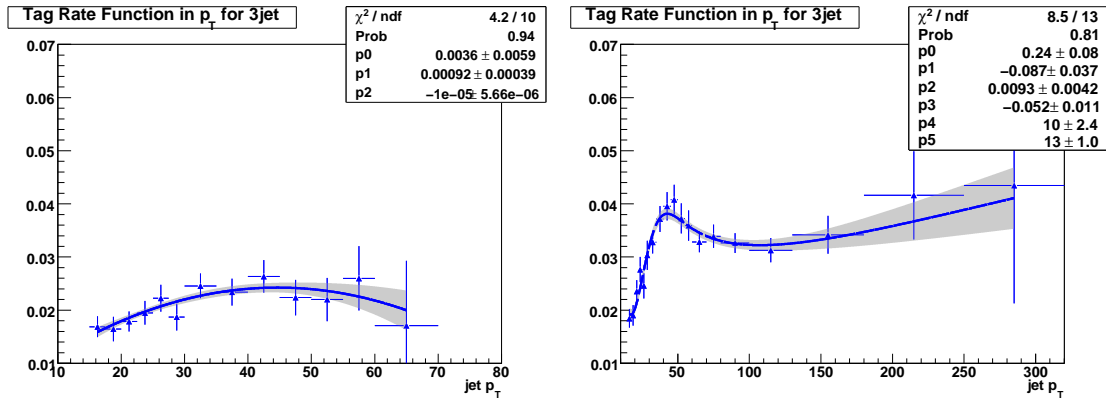 Tag Rate Function in p_T for 3jet
χ² / ndf 4.2 / 10
Prob 0.94
p0 0.0036 ± 0.0059
p1 0.00092 ± 0.00039
p2 -1e-05± 5.66e-06
0.07
0.06
0.05
0.04
0.03
0.02
0.01
10 20 30 40 50 60 70 80
jet p_T
Tag Rate Function in p_T for 3jet
χ² / ndf 8.5 / 13
Prob 0.81
p0 0.24 ± 0.08
p1 -0.087± 0.037
p2 0.0093 ± 0.0042
p3 -0.052± 0.011
p4 10 ± 2.4
p5 13 ± 1.0
0.07
0.06
0.05
0.04
0.03
0.02
0.01
50 100 150 200 250 300
jet p_T